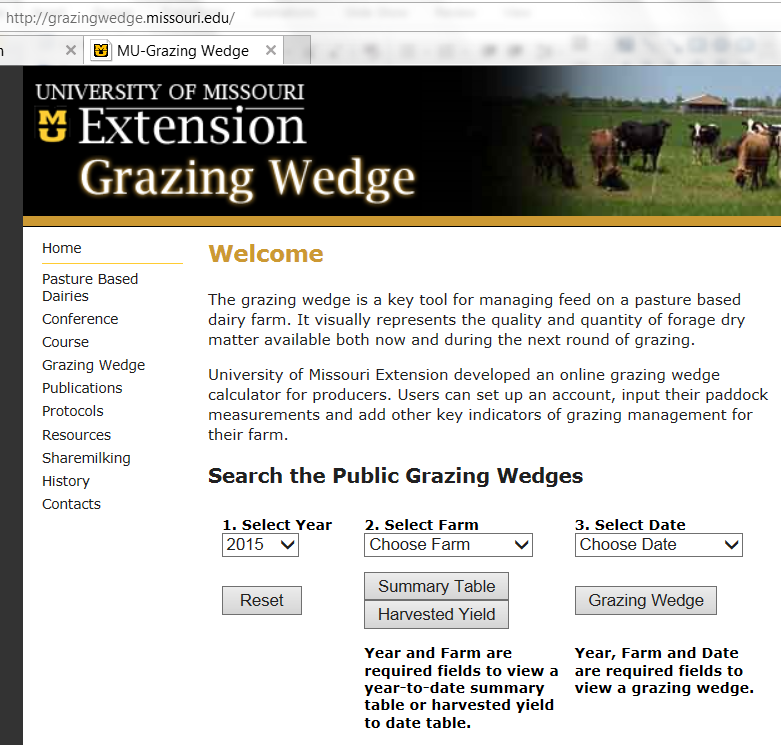 http://grazingwedge.missouri.edu/
MU-Grazing Wedge
UNIVERSITY OF MISSOURI
MU Extension
Grazing Wedge
Home
Pasture Based
Dairies
Conference
Course
Grazing Wedge
Publications
Protocols
Resources
Sharemilking
History
Contacts
Welcome
The grazing wedge is a key tool for managing feed on a pasture based
dairy farm. It visually represents the quality and quantity of forage dry
matter available both now and during the next round of grazing.
University of Missouri Extension developed an online grazing wedge
calculator for producers. Users can set up an account, input their paddock
measurements and add other key indicators of grazing management for
their farm.
Search the Public Grazing Wedges
1. Select Year
2015
Reset
2. Select Farm
Choose Farm
Summary Table
Harvested Yield
Year and Farm are
required fields to view a
year-to-date summary
table or harvested yield
to date table.
3. Select Date
Choose Date
Grazing Wedge
Year, Farm and Date
are required fields to
view a grazing wedge.